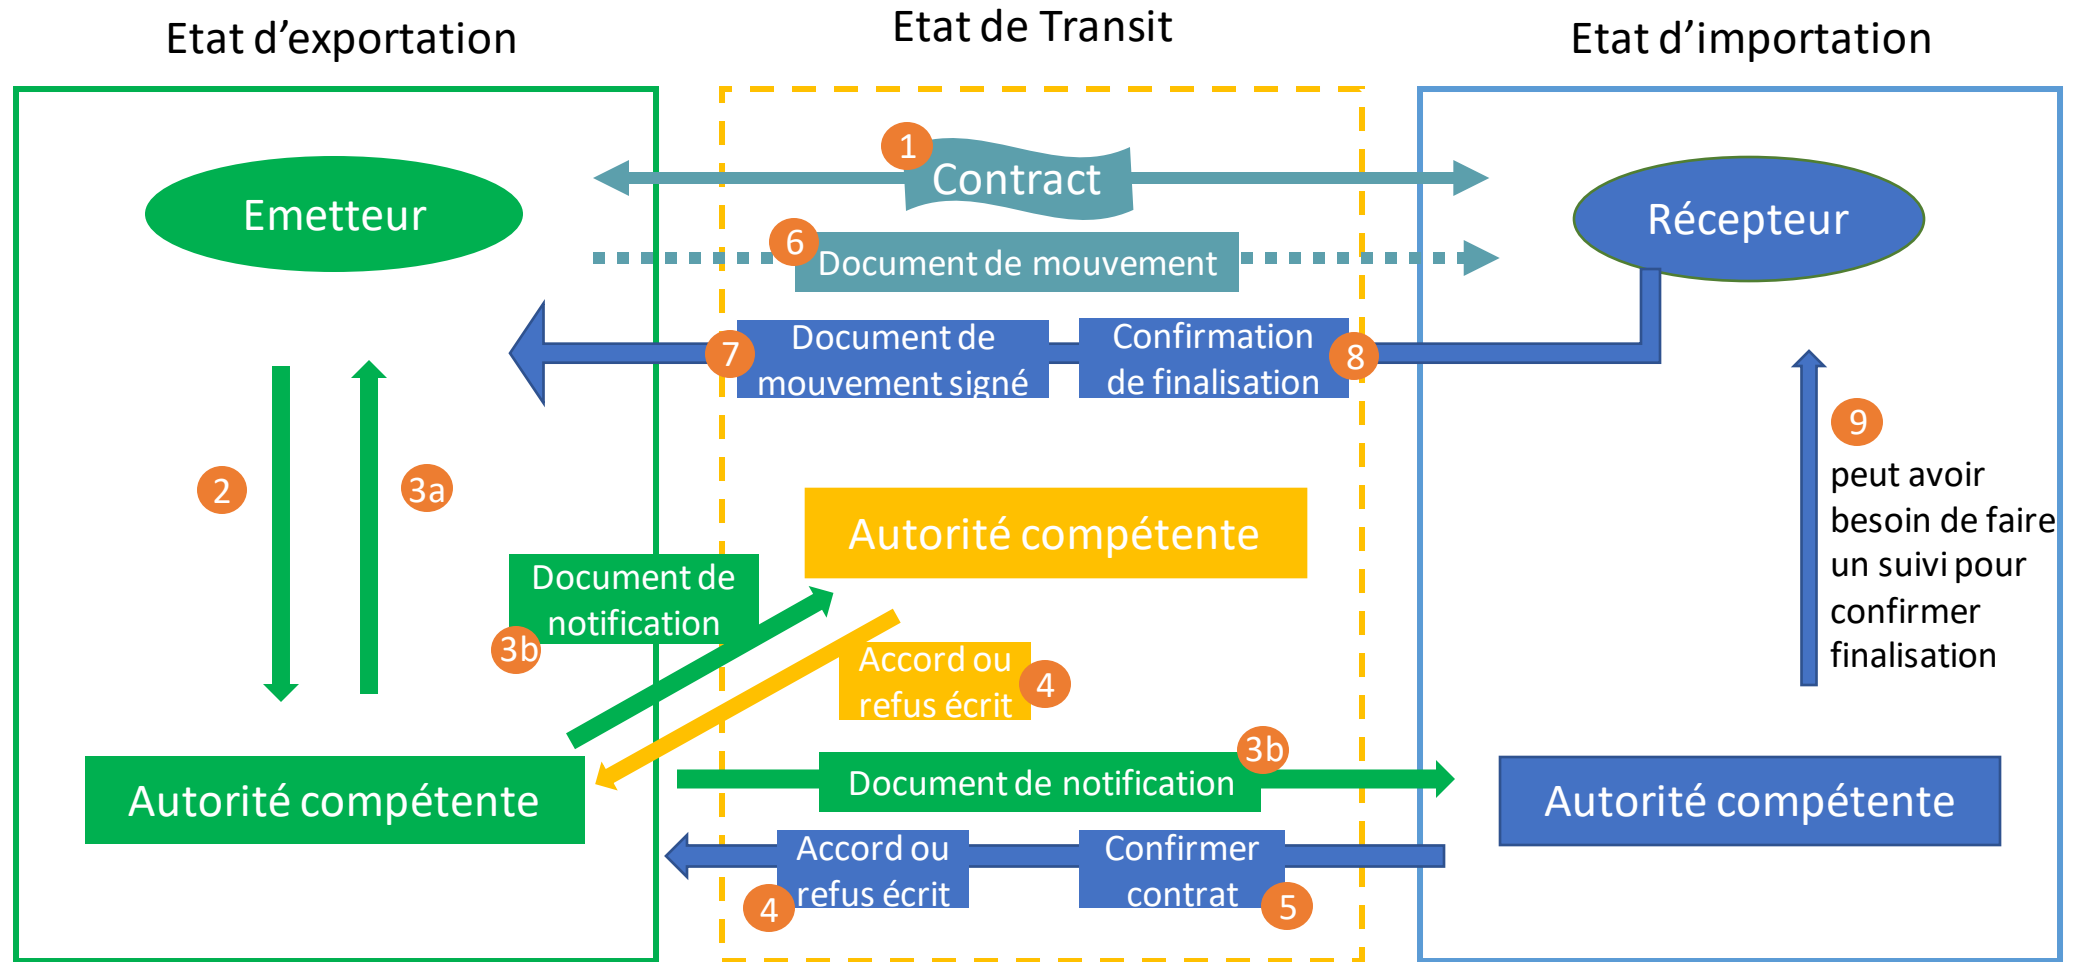 Etat d’exportation
Etat de Transit
Etat d’importation
1
Contract
Emetteur
Récepteur
6
Document de mouvement
7
Document de
mouvement signé
Confirmation
de finalisation
8
2
3a
9
peut avoir
besoin de faire
un suivi pour
confirmer
finalisation
Autorité compétente
Document de
notification
3b
Accord ou
refus écrit
4
3b
Document de notification
Autorité compétente
Autorité compétente
Accord ou
refus écrit
4
Confirmer
contrat
5